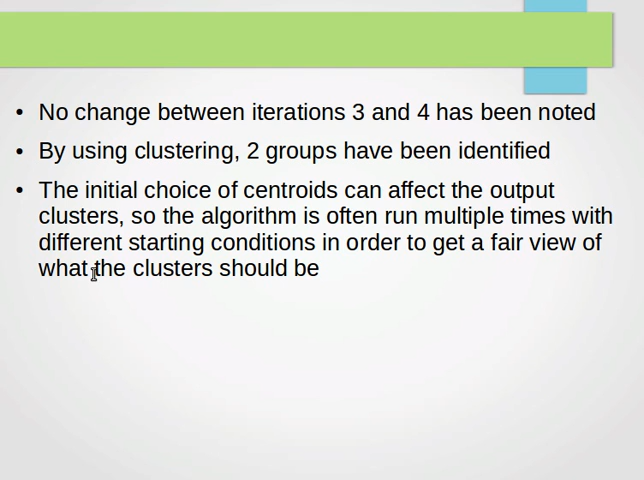 • No change between iterations 3 and 4 has been noted
• By using clustering, 2 groups have been identified
• The initial choice of centroids can affect the output
clusters, so the algorithm is often run multiple times with
different starting conditions in order to get a fair view of
what the clusters should be